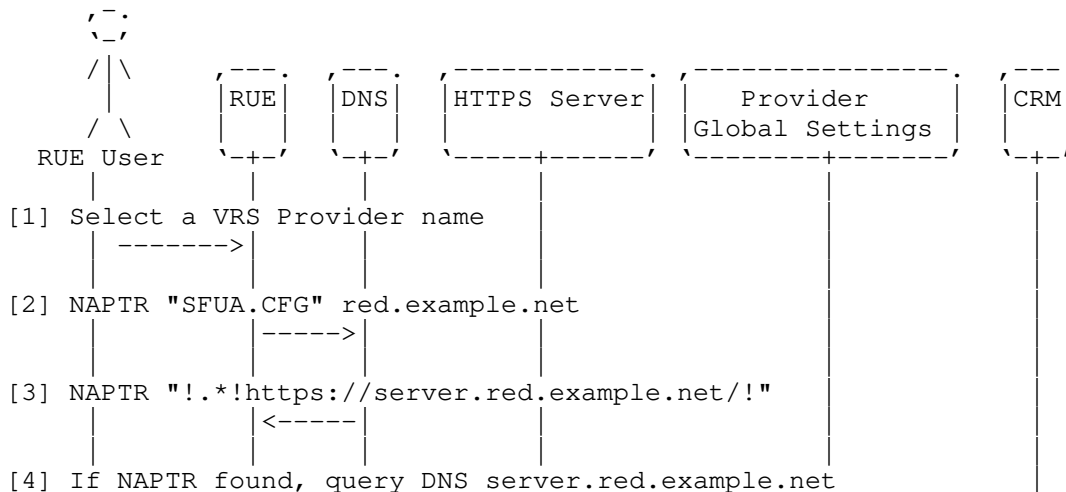 RUE DNS HTTPS Server Provider CRM
Global Settings
RUE User
[1] Select a VRS Provider name
[2] NAPTR "SFUA.CFG" red.example.net
[3] NAPTR "!.*!https://server.red.example.net/!"
[4] If NAPTR found, query DNS server.red.example.net